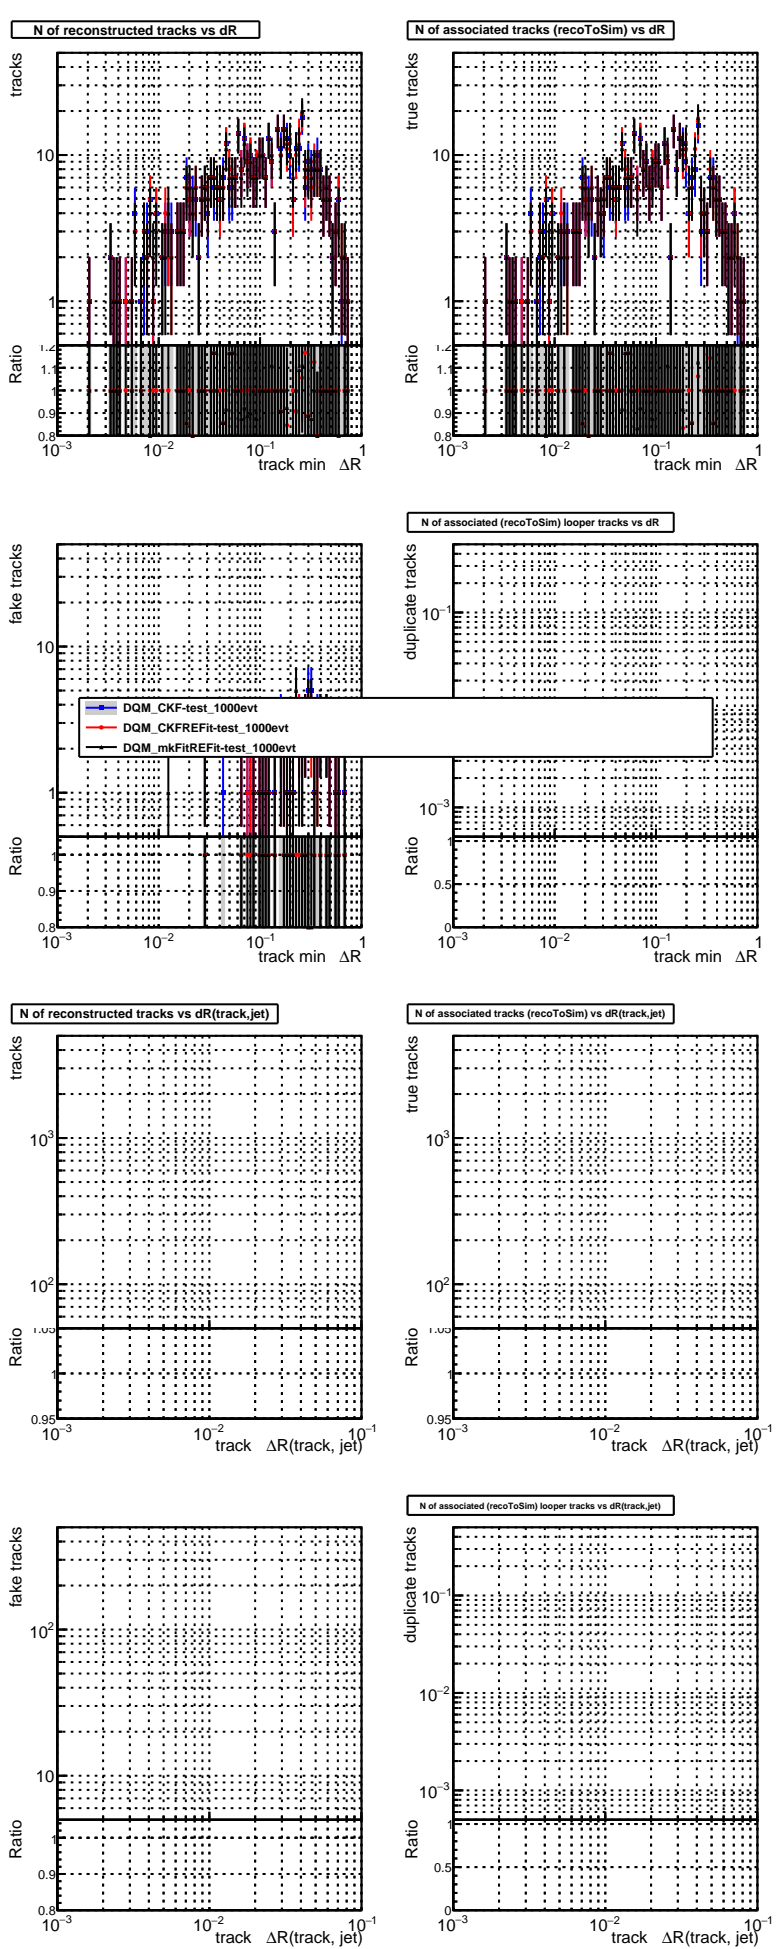 N of reconstructed tracks vs dR
N of associated tracks (recoToSim) vs dR
tracks
10
1
Ratio
1.2
1.1
1
0.9
0.8
10⁻³ 10⁻² 10⁻¹ 1
track min ΔR
true tracks
10
1
Ratio
1.2
1.1
1
0.9
0.8
10⁻³ 10⁻² 10⁻¹ 1
track min ΔR
N of associated (recoToSim) looper tracks vs dR
fake tracks
10
1
Ratio
1
0.9
0.8
10⁻³ 10⁻² 10⁻¹ 1
track min ΔR
duplicate tracks
10⁻¹
10⁻³
Ratio
1
0.5
0
10⁻³ 10⁻² 10⁻¹ 1
track min ΔR
DQM_CKF-test_1000evt
DQM_CKFREFit-test_1000evt
DQM_mkFitREFit-test_1000evt
N of reconstructed tracks vs dR(track,jet)
N of associated tracks (recoToSim) vs dR(track,jet)
tracks
10³
10²
Ratio
1.05
1
0.95
10⁻³ 10⁻² 10⁻¹
track ΔR(track, jet)
true tracks
10³
10²
Ratio
1.05
1
0.95
10⁻³ 10⁻² 10⁻¹
track ΔR(track, jet)
N of associated (recoToSim) looper tracks vs dR(track,jet)
fake tracks
10²
10
Ratio
1
0.9
0.8
10⁻³ 10⁻² 10⁻¹
track ΔR(track, jet)
duplicate tracks
10⁻¹
10⁻²
10⁻³
Ratio
1
0.5
0
10⁻³ 10⁻² 10⁻¹
track ΔR(track, jet)